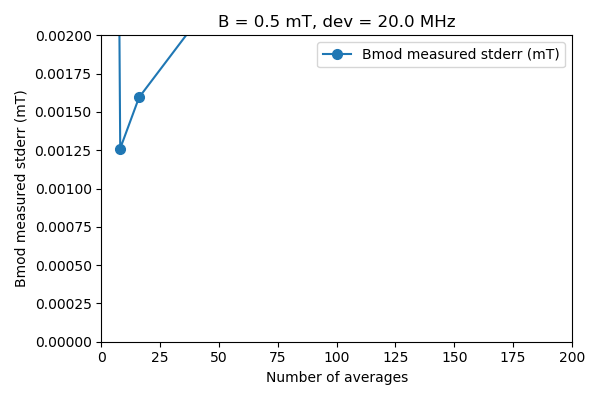 B = 0.5 mT, dev = 20.0 MHz
Bmod measured stderr (mT)
Bmod measured stderr (mT)
0.00200
0.00175
0.00150
0.00125
0.00100
0.00075
0.00050
0.00025
0.00000
0 25 50 75 100 125 150 175 200
Number of averages